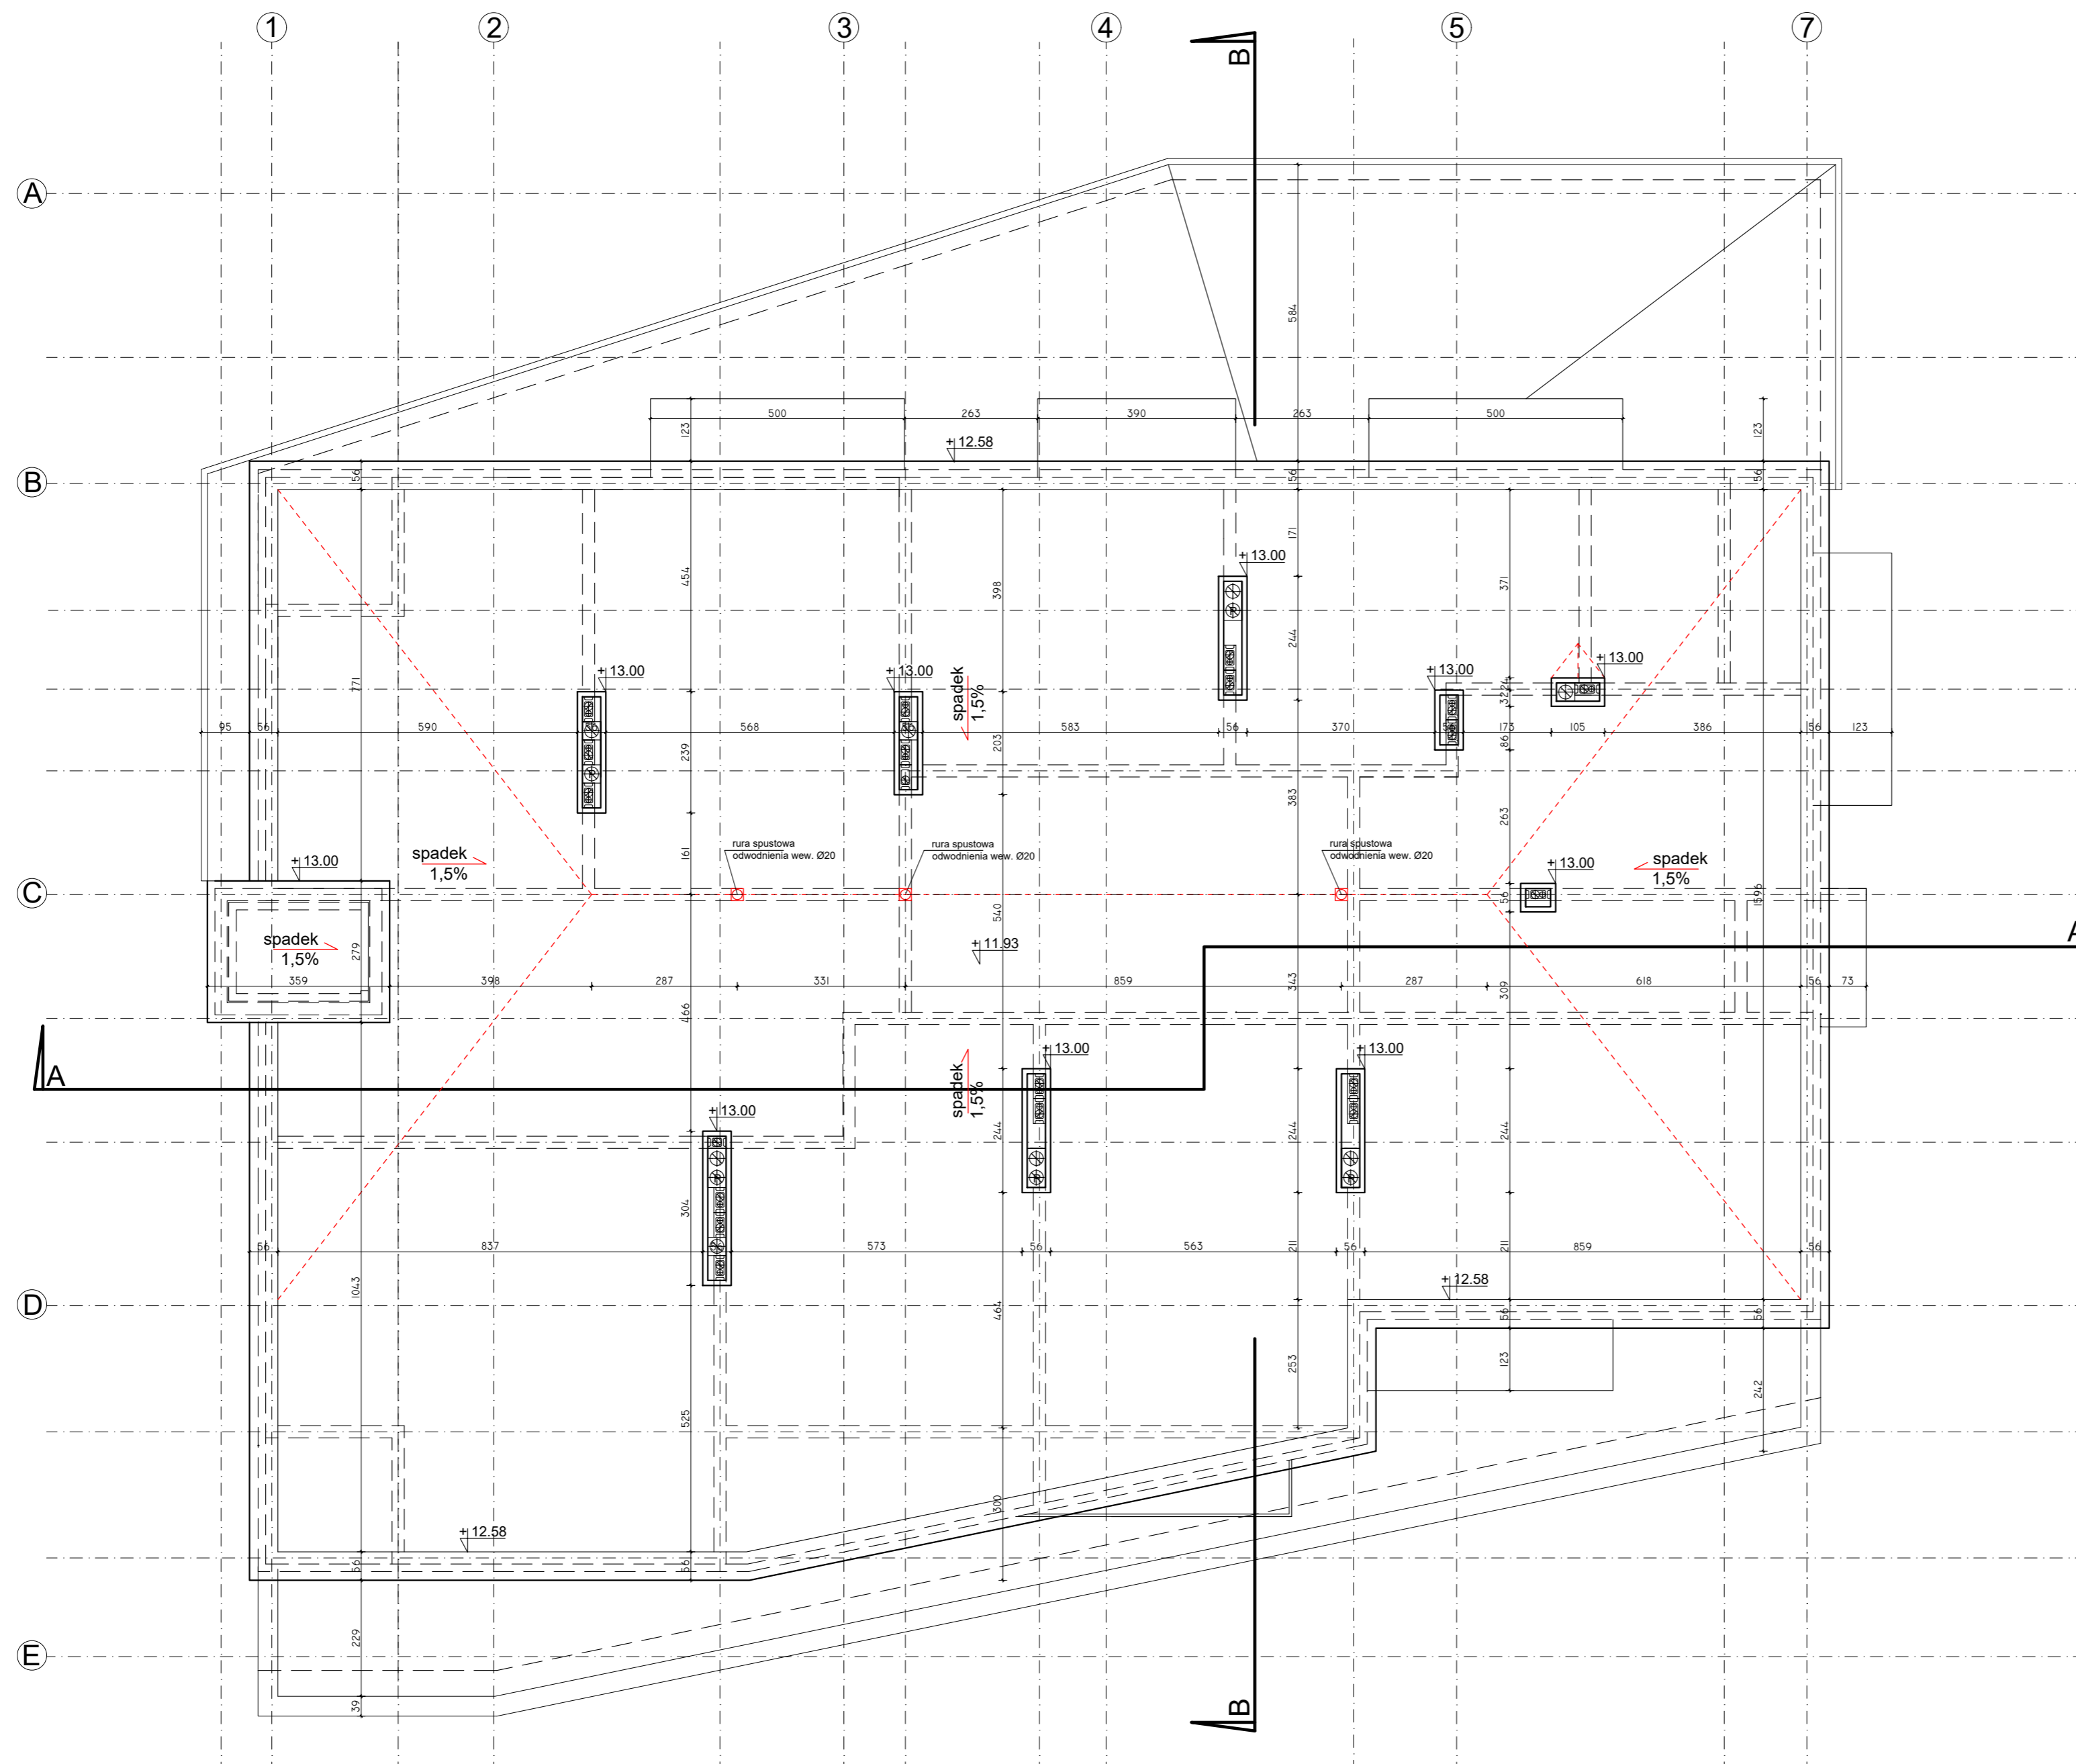 1 2 3 4 5 7
B
A
584
500 263 390 263 500
123 123
+ 12.58
B
56 56 56
171
+ 13.00
454 398 371
244
771
+ 13.00 + 13.00 + 13.00 + 13.00
spadek
1,5%
24
32
95 56 590 568 583 56 370 173 105 386 56 123
239 203 86
383
263
rura spustowa
odwodnienia wew. Ø20
rura spustowa
odwodnienia wew. Ø20
rura spustowa
odwodnienia wew. Ø20
161
spadek
1,5%
spadek
1,5%
+ 13.00 + 13.00
C
56 1596
540
spadek
1,5%
+ 11.93
A
279
359 398 287 331 859 287 618 56 73
466 343 309
A
+ 13.00 + 13.00
spadek
1,5%
+ 13.00
244 244 244
304
56 837 573 56 563 56 859 56
211 211
1043
+ 12.58
D
464 56 56
253 123
242
525
300
+ 12.58
56 56
229
E
39
B